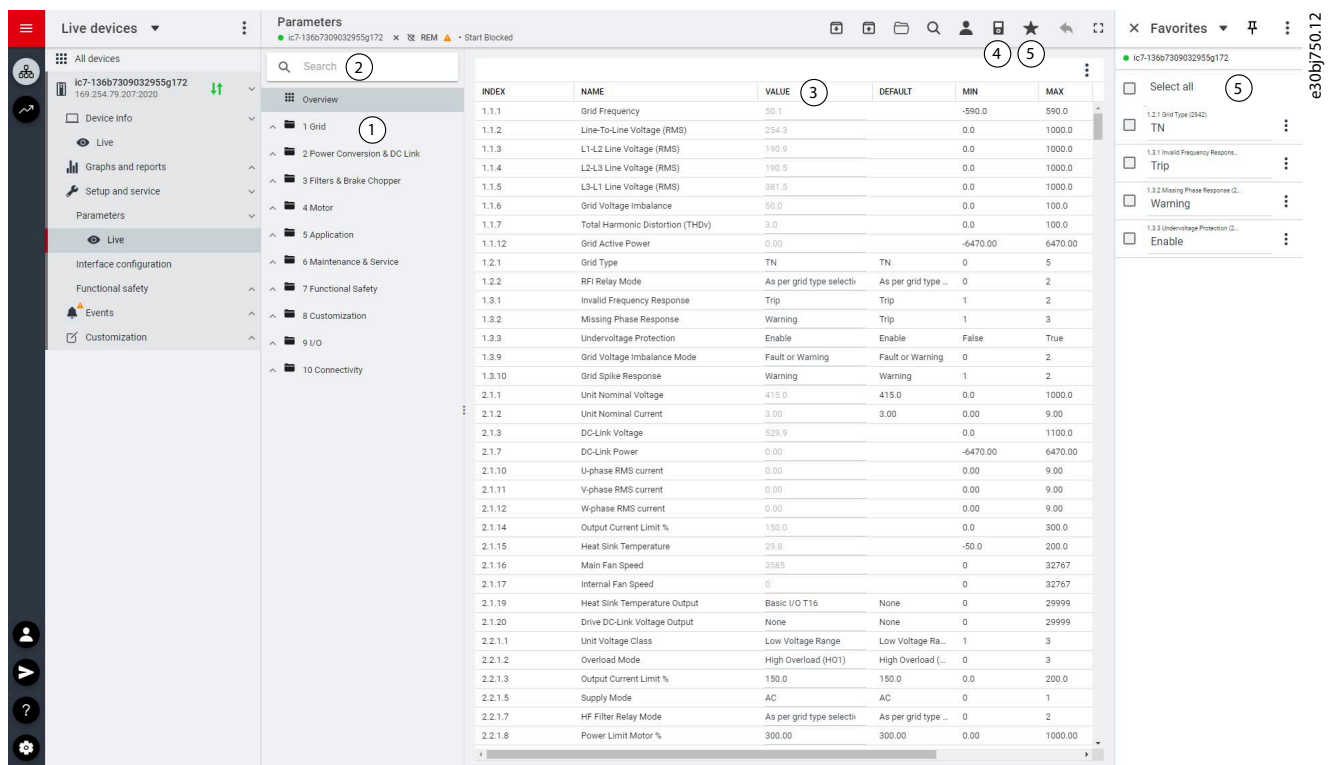 Live devices
All devices
ic7-136b7309032955g172
169.254.79.207:2020
Device info
Live
Graphs and reports
Setup and service
Parameters
Live
Interface configuration
Functional safety
Events
Customization
Parameters
ic7-136b7309032955g172 REM • Start Blocked
4 5
Search 2
Overview
1 Grid 1
2 Power Conversion & DC Link
3 Filters & Brake Chopper
4 Motor
5 Application
6 Maintenance & Service
7 Functional Safety
8 Customization
9 I/O
10 Connectivity
INDEX NAME VALUE 3 DEFAULT MIN MAX
1.1.1 Grid Frequency 50.1 -590.0 590.0
1.1.2 Line-To-Line Voltage (RMS) 254.3 0.0 1000.0
1.1.3 L1-L2 Line Voltage (RMS) 190.9 0.0 1000.0
1.1.4 L2-L3 Line Voltage (RMS) 190.5 0.0 1000.0
1.1.5 L3-L1 Line Voltage (RMS) 381.5 0.0 1000.0
1.1.6 Grid Voltage Imbalance 50.0 0.0 100.0
1.1.7 Total Harmonic Distortion (THDv) 3.0 0.0 100.0
1.1.12 Grid Active Power 0.00 -6470.00 6470.00
1.2.1 Grid Type TN TN 0 5
1.2.2 RFI Relay Mode As per grid type selecti As per grid type ... 0 2
1.3.1 Invalid Frequency Response Trip Trip 1 2
1.3.2 Missing Phase Response Warning Trip 1 3
1.3.3 Undervoltage Protection Enable Enable False True
1.3.9 Grid Voltage Imbalance Mode Fault or Warning Fault or Warning 0 2
1.3.10 Grid Spike Response Warning Warning 1 2
2.1.1 Unit Nominal Voltage 415.0 415.0 0.0 1000.0
2.1.2 Unit Nominal Current 3.00 3.00 0.00 9.00
2.1.3 DC-Link Voltage 529.9 0.0 1100.0
2.1.7 DC-Link Power 0.00 -6470.00 6470.00
2.1.10 U-phase RMS current 0.00 0.00 9.00
2.1.11 V-phase RMS current 0.00 0.00 9.00
2.1.12 W-phase RMS current 0.00 0.00 9.00
2.1.14 Output Current Limit % 150.0 0.0 300.0
2.1.15 Heat Sink Temperature 29.8 -50.0 200.0
2.1.16 Main Fan Speed 3585 0 32767
2.1.17 Internal Fan Speed 0 0 32767
2.1.19 Heat Sink Temperature Output Basic I/O T16 None 0 29999
2.1.20 Drive DC-Link Voltage Output None None 0 29999
2.2.1.1 Unit Voltage Class Low Voltage Range Low Voltage Ra... 1 3
2.2.1.2 Overload Mode High Overload (HO1) High Overload (... 0 3
2.2.1.3 Output Current Limit % 150.0 150.0 0.0 200.0
2.2.1.5 Supply Mode AC AC 0 1
2.2.1.7 HF Filter Relay Mode As per grid type selecti As per grid type ... 0 2
2.2.1.8 Power Limit Motor % 300.00 300.00 0.00 1000.00
Favorites
ic7-136b7309032955g172
Select all 5
1.2.1 Grid Type (2942)
TN
1.3.1 Invalid Frequency Respons...
Trip
1.3.2 Missing Phase Response (2...
Warning
1.3.3 Undervoltage Protection (2...
Enable
e30bj750.12